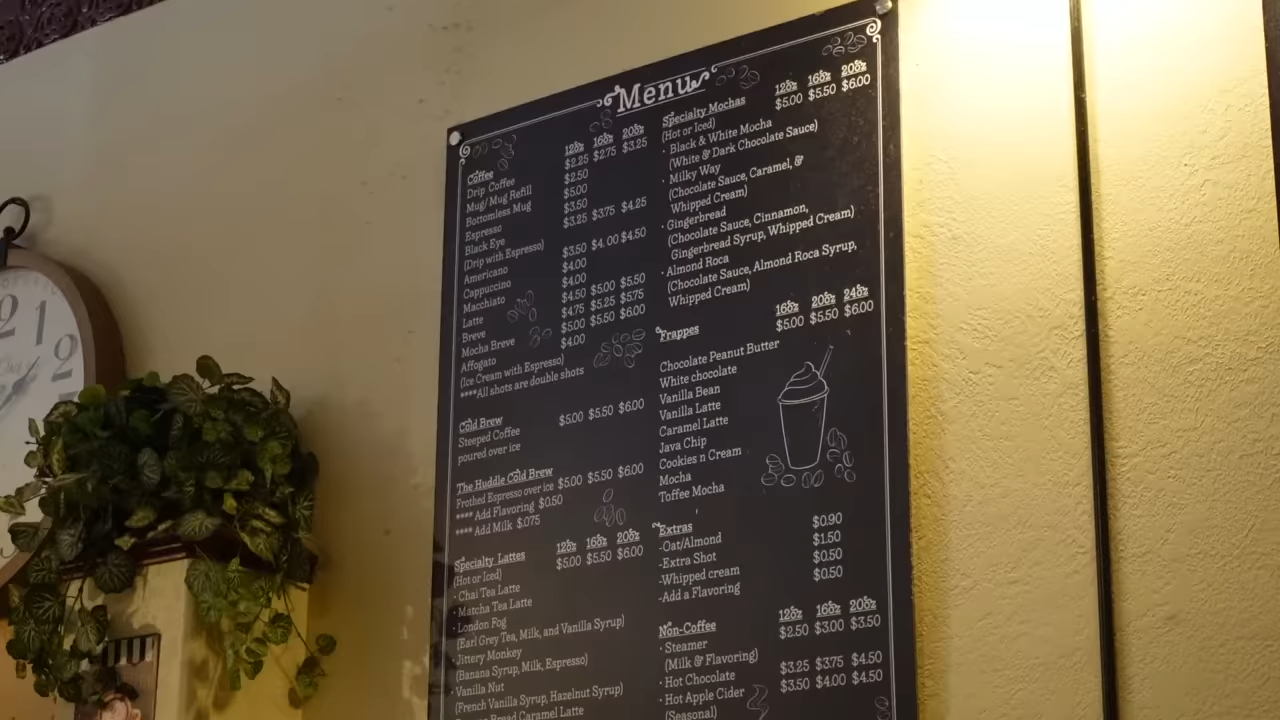 Menu
12oz 16oz 20oz
Coffee
Drip Coffee $2.25 $2.75 $3.25
Mug/ Mug Refill $2.50
Bottomless Mug $5.00
Espresso $3.50
Black Eye $3.25 $3.75 $4.25
(Drip with Espresso)
Americano $3.50 $4.00 $4.50
Cappuccino $4.00
Macchiato $4.00
Latte $4.50 $5.00 $5.50
Breve $4.75 $5.25 $5.75
Mocha Breve $5.00 $5.50 $6.00
Affogato $4.00
(Ice Cream with Espresso)
****All shots are double shots
Cold Brew $5.00 $5.50 $6.00
Steeped Coffee
poured over ice
The Huddle Cold Brew
Frothed Espresso over ice $5.00 $5.50 $6.00
**** Add Flavoring $0.50
**** Add Milk $.075
12oz 16oz 20oz
Specialty Lattes $5.00 $5.50 $6.00
(Hot or Iced)
· Chai Tea Latte
· Matcha Tea Latte
· London Fog
(Earl Grey Tea, Milk, and Vanilla Syrup)
· Jittery Monkey
(Banana Syrup, Milk, Espresso)
· Vanilla Nut
(French Vanilla Syrup, Hazelnut Syrup)
Bread Caramel Latte
12oz 16oz 20oz
Specialty Mochas $5.00 $5.50 $6.00
(Hot or Iced)
· Black & White Mocha
(White & Dark Chocolate Sauce)
· Milky Way
(Chocolate Sauce, Caramel, &
Whipped Cream)
· Gingerbread
(Chocolate Sauce, Cinnamon,
Gingerbread Syrup, Whipped Cream)
· Almond Roca
(Chocolate Sauce, Almond Roca Syrup,
Whipped Cream)
16oz 20oz 24oz
Frappes $5.00 $5.50 $6.00
Chocolate Peanut Butter
White chocolate
Vanilla Bean
Vanilla Latte
Caramel Latte
Java Chip
Cookies n Cream
Mocha
Toffee Mocha
Extras
-Oat/Almond $0.90
-Extra Shot $1.50
-Whipped cream $0.50
-Add a Flavoring $0.50
12oz 16oz 20oz
Non-Coffee $2.50 $3.00 $3.50
· Steamer
(Milk & Flavoring)
· Hot Chocolate $3.25 $3.75 $4.50
· Hot Apple Cider $3.50 $4.00 $4.50
(Seasonal)
1
2